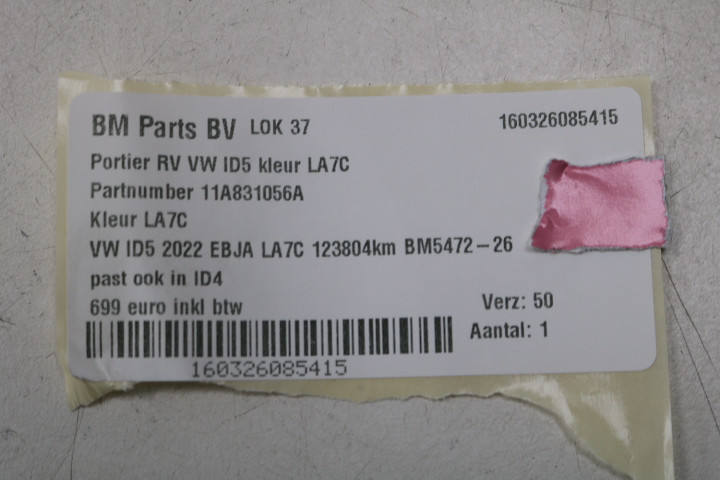 BM Parts BV LOK 37 160326085415
Portier RV VW ID5 kleur LA7C
Partnumber 11A831056A
Kleur LA7C
VW ID5 2022 EBJA LA7C 123804km BM5472-26
past ook in ID4
699 euro inkl btw Verz: 50
Aantal: 1
160326085415